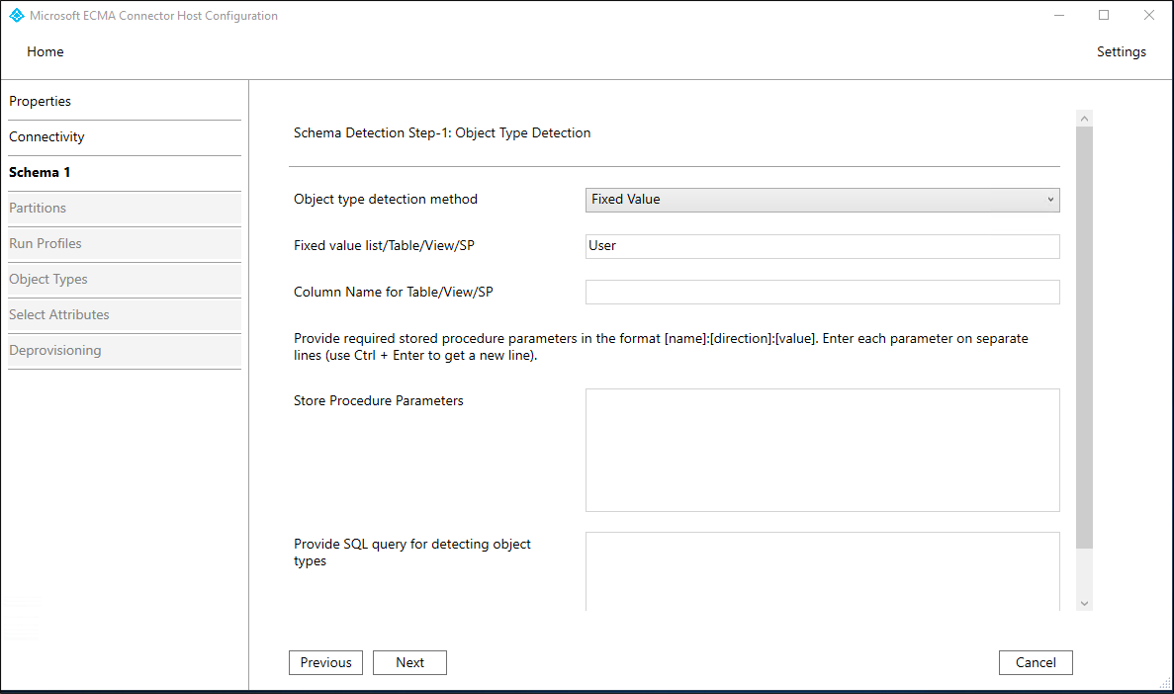 Microsoft ECMA Connector Host Configuration
Home
Settings
Properties
Connectivity
Schema 1
Partitions
Run Profiles
Object Types
Select Attributes
Deprovisioning
Schema Detection Step-1: Object Type Detection
Object type detection method
Fixed Value
Fixed value list/Table/View/SP
User
Column Name for Table/View/SP
Provide required stored procedure parameters in the format [name]:[direction]:[value]. Enter each parameter on separate
lines (use Ctrl + Enter to get a new line).
Store Procedure Parameters
Provide SQL query for detecting object
types
Previous
Next
Cancel